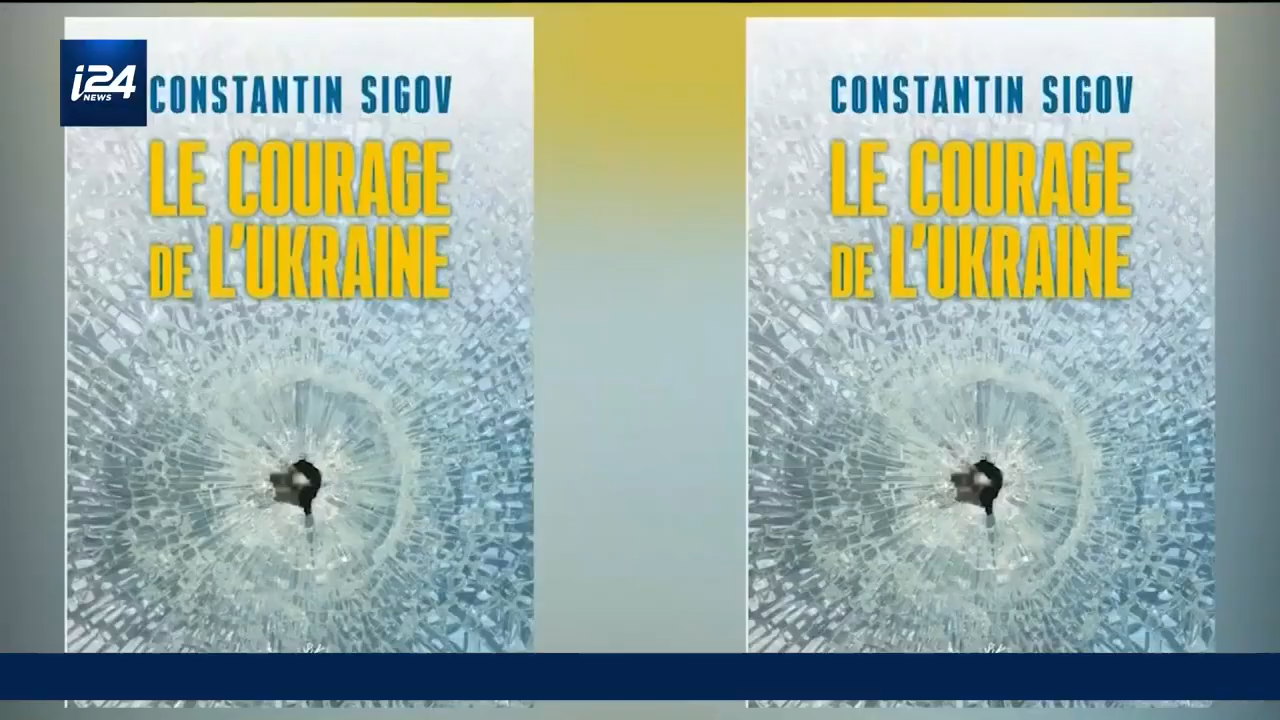 i24
NEWS
CONSTANTIN SIGOV
LE COURAGE
DE L'UKRAINE
CONSTANTIN SIGOV
LE COURAGE
DE L'UKRAINE